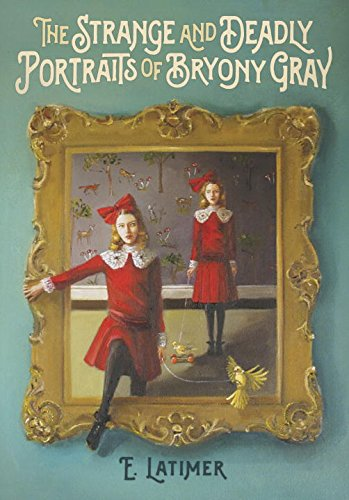 THE STRANGE AND DEADLY
PORTRAITS OF BRYONY GRAY
E. LATIMER